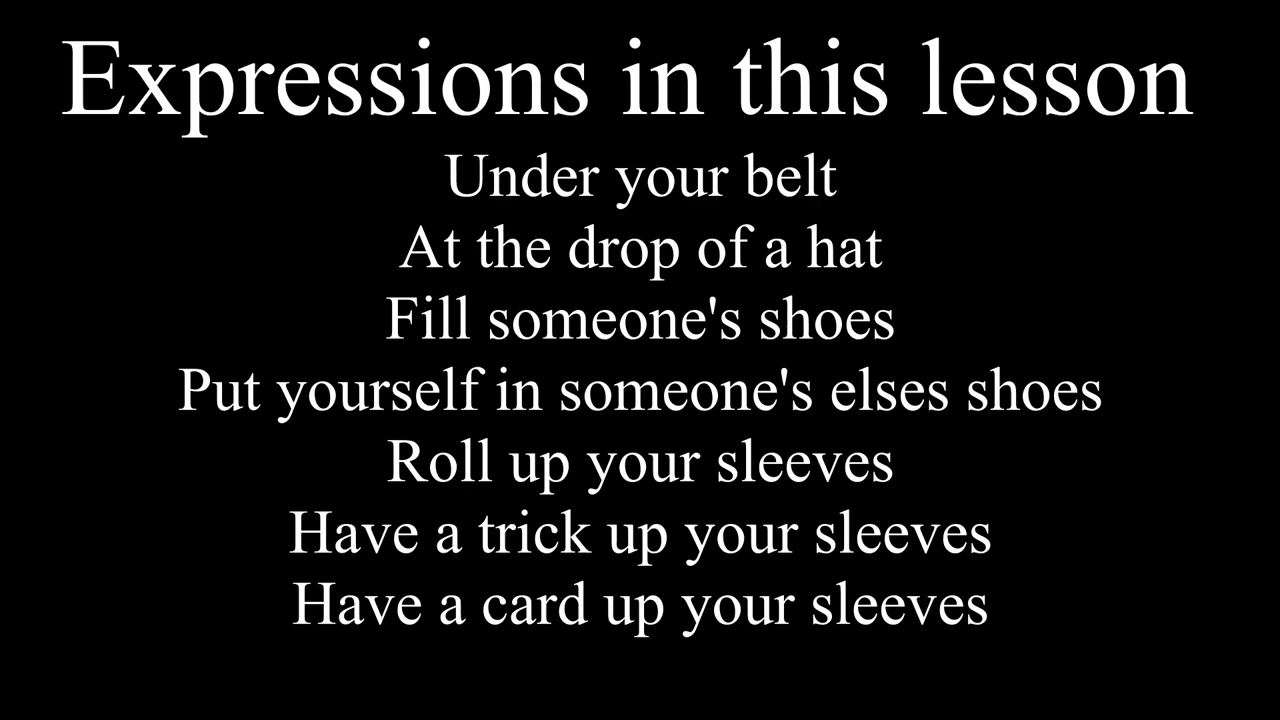 Expressions in this lesson
Under your belt
At the drop of a hat
Fill someone's shoes
Put yourself in someone's elses shoes
Roll up your sleeves
Have a trick up your sleeves
Have a card up your sleeves